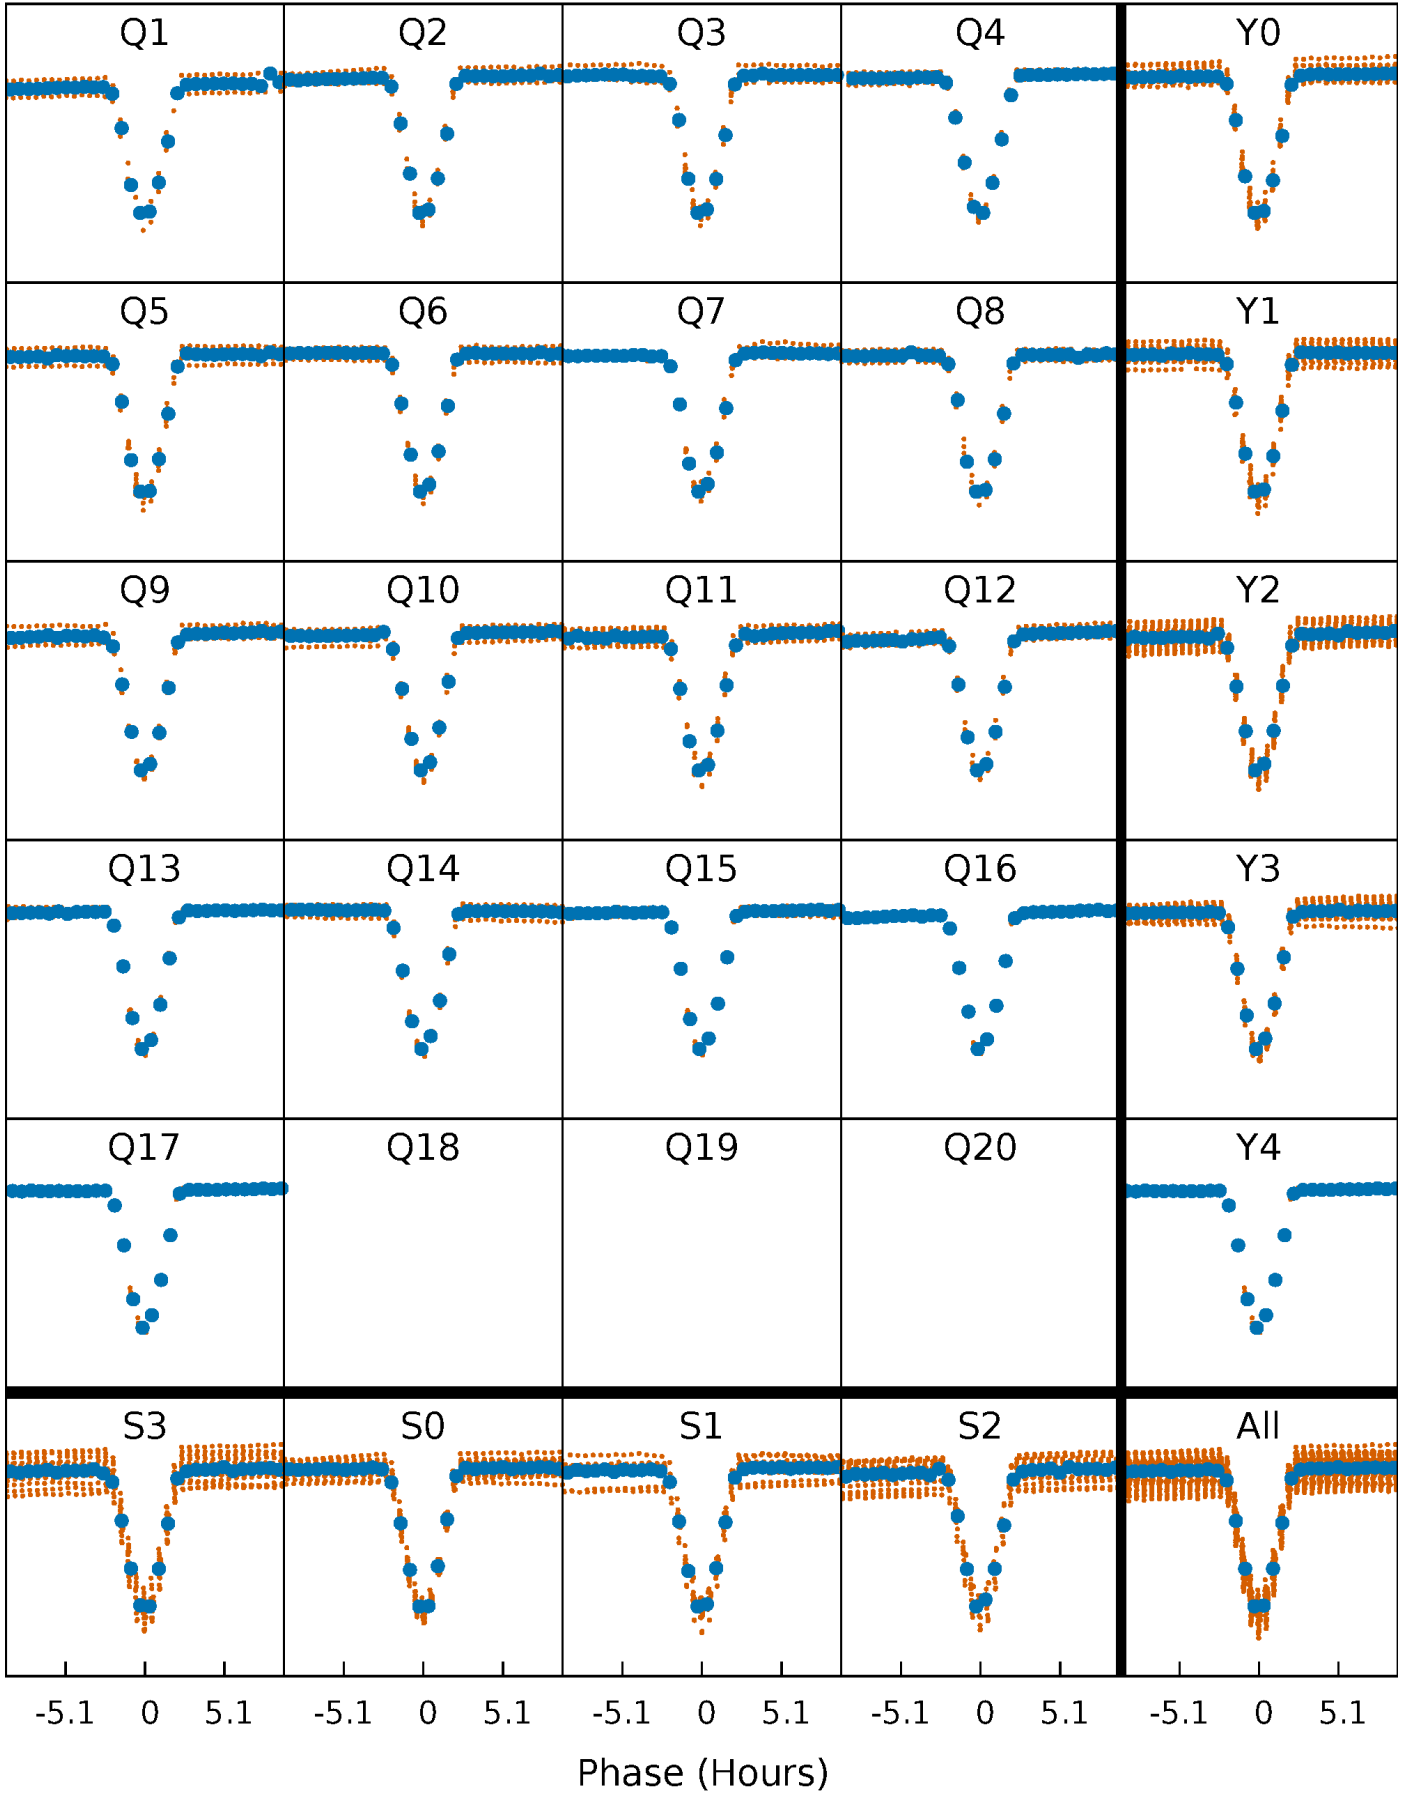 Q1 Q2 Q3 Q4 Y0
Q5 Q6 Q7 Q8 Y1
Q9 Q10 Q11 Q12 Y2
Q13 Q14 Q15 Q16 Y3
Q17 Q18 Q19 Q20 Y4
S3 S0 S1 S2 All
-5.1 0 5.1 -5.1 0 5.1 -5.1 0 5.1 -5.1 0 5.1 -5.1 0 5.1
Phase (Hours)